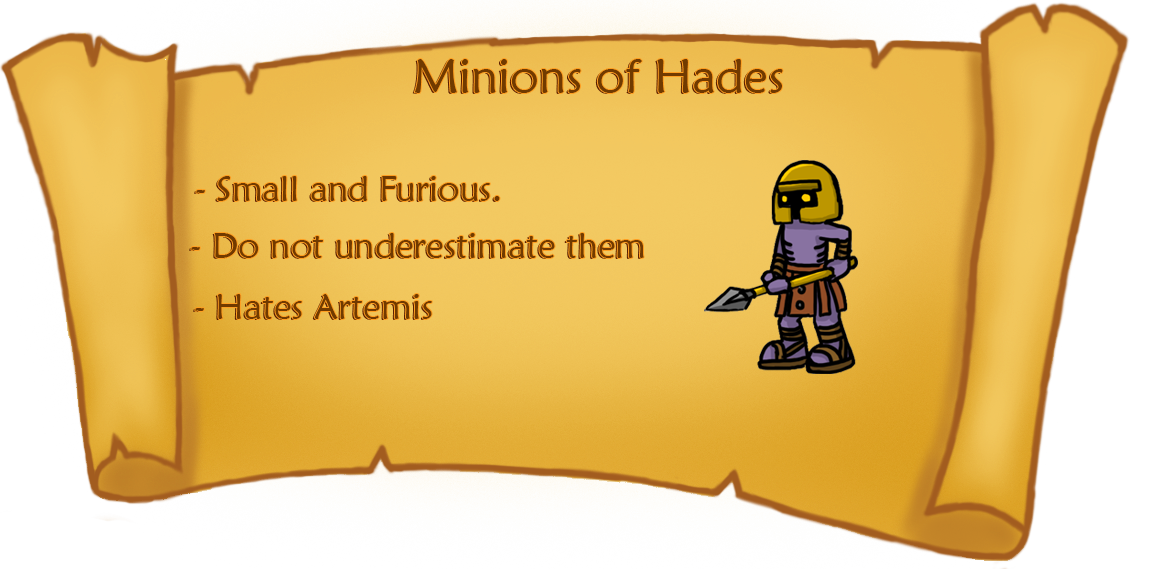 Minions of Hades
- Small and Furious.
- Do not underestimate them
- Hates Artemis